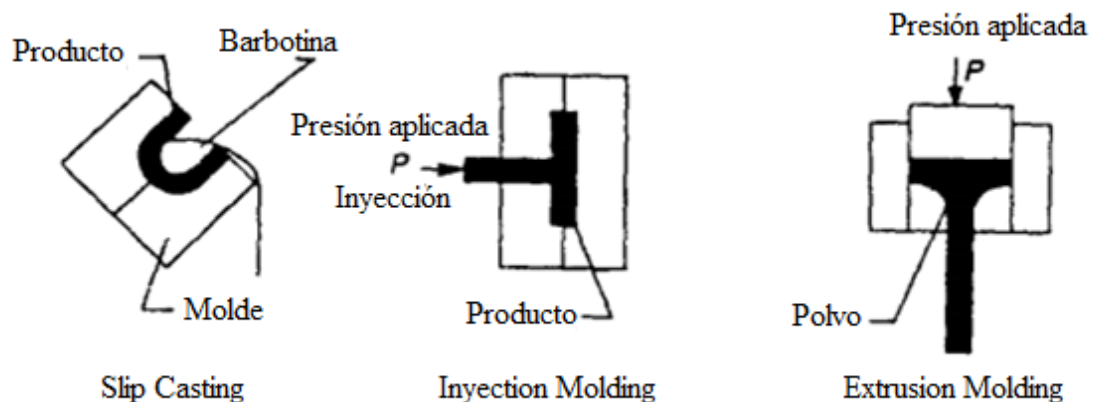 Producto
Barbotina
Molde
Slip Casting
Presión aplicada
P
Inyección
Producto
Inyection Molding
Presión aplicada
P
Polvo
Extrusion Molding